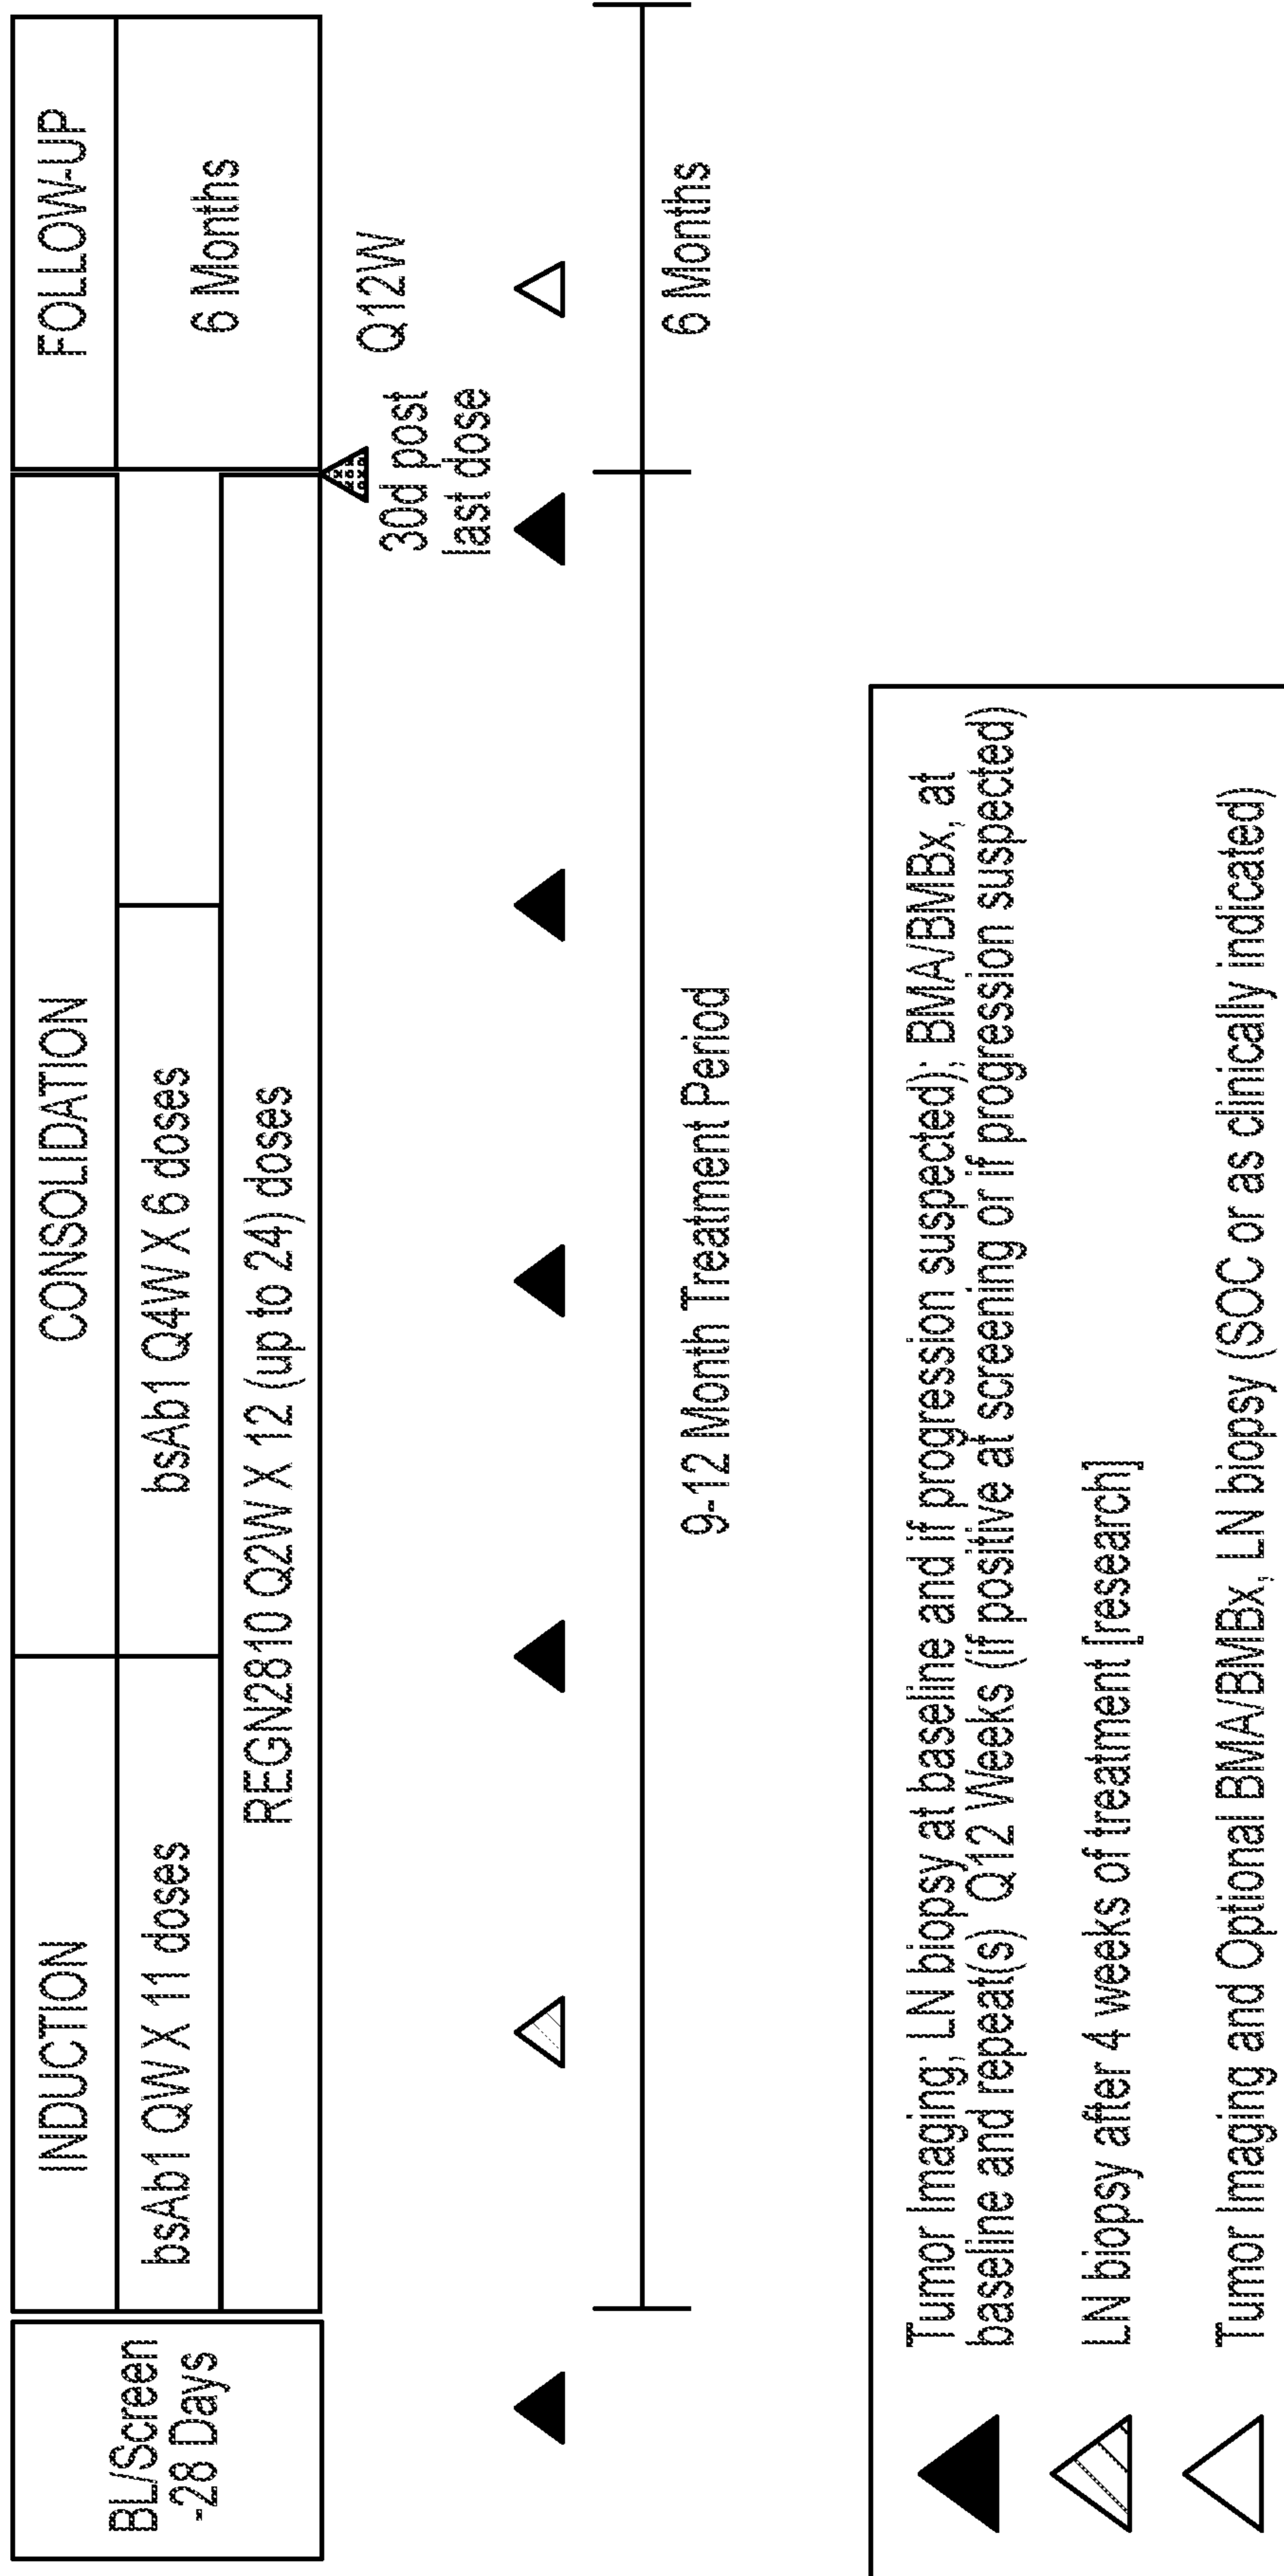 BL/Screen
-28 Days
INDUCTION
CONSOLIDATION
FOLLOW-UP
bsAb1 QW X 11 doses
bsAb1 Q4W X 6 doses
6 Months
REGN2810 Q2W X 12 (up to 24) doses
30d post
last dose
Q12W
9-12 Month Treatment Period
6 Months
Tumor Imaging; LN biopsy at baseline and if progression suspected); BMA/BMBx, at
baseline and repeat(s) Q12 Weeks (if positive at screening or if progression suspected)
LN biopsy after 4 weeks of treatment [research]
Tumor Imaging and Optional BMA/BMBx, LN biopsy (SOC or as clinically indicated)